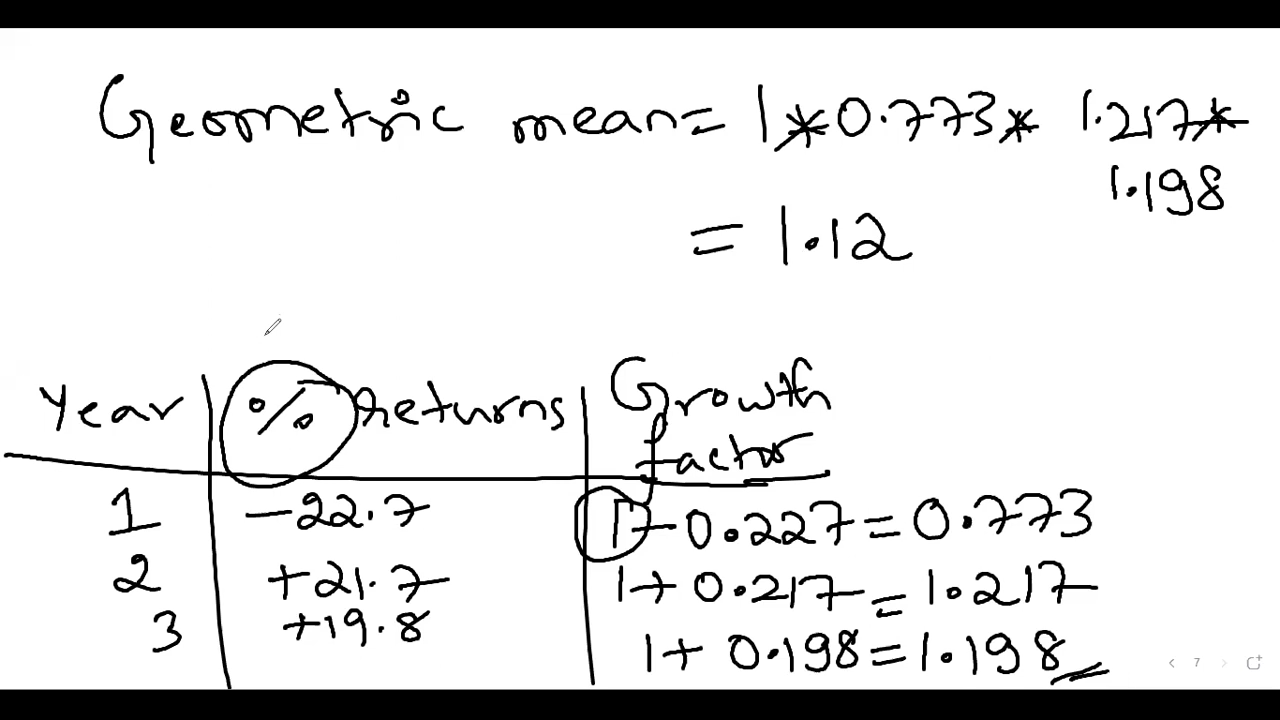 Geometric mean= 1*0.773* 1.217*
1.198
= 1.12
Year % Returns Growth
factor
1 -22.7 1-0.227=0.773
2 +21.7 1+0.217=1.217
3 +19.8 1+0.198=1.198
< 7 >